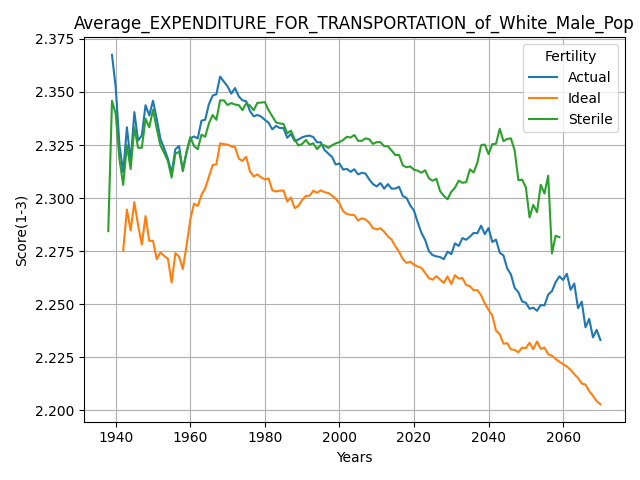 Average_EXPENDITURE_FOR_TRANSPORTATION_of_White_Male_Pop
Score(1-3)
2.375
2.350
2.325
2.300
2.275
2.250
2.225
2.200
Fertility
Actual
Ideal
Sterile
1940 1960 1980 2000 2020 2040 2060
Years